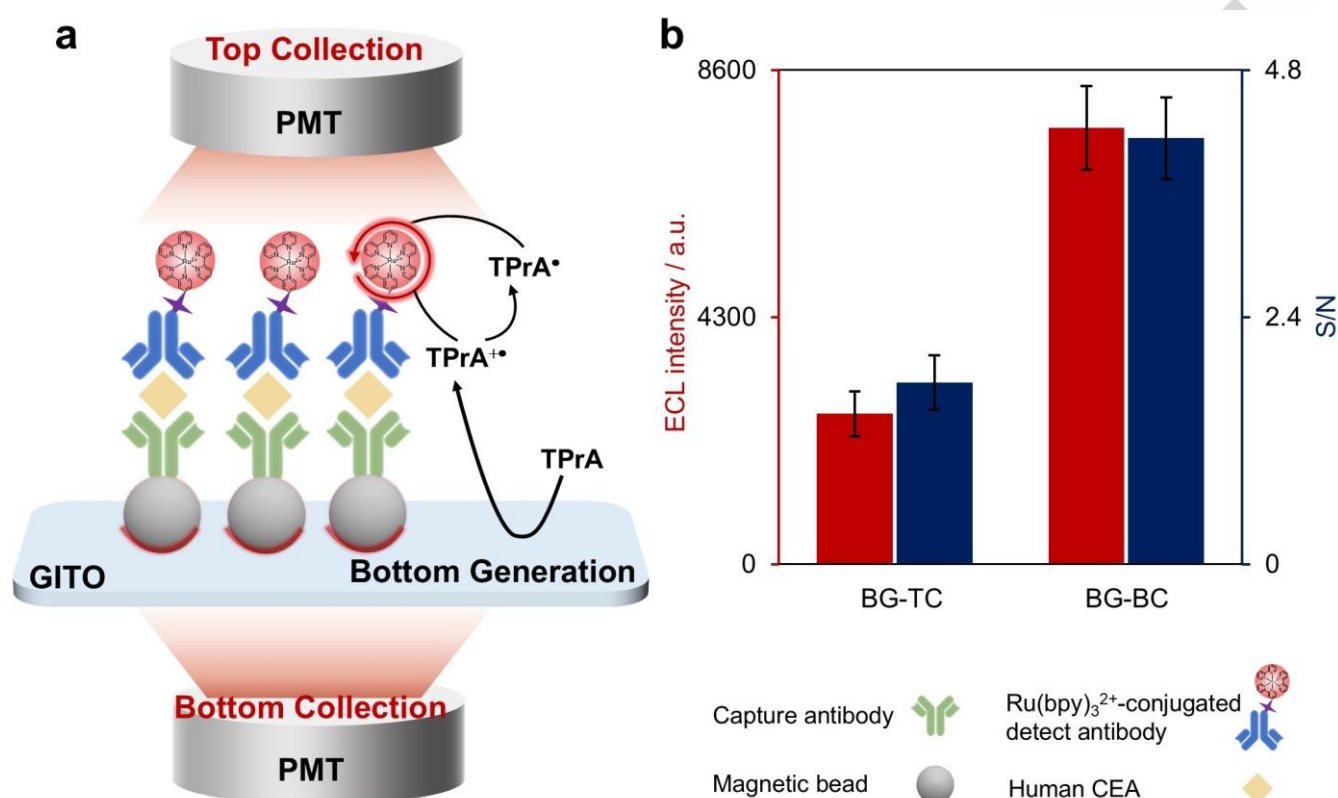 a
Top Collection
PMT
TPrA•
TPrA+•
TPrA
GITO
Bottom Generation
Bottom Collection
PMT
b
8600
4300
0
ECL intensity / a.u.
4.8
2.4
0
S/N
BG-TC
BG-BC
Capture antibody
Ru(bpy)₃²⁺-conjugated
detect antibody
Magnetic bead
Human CEA